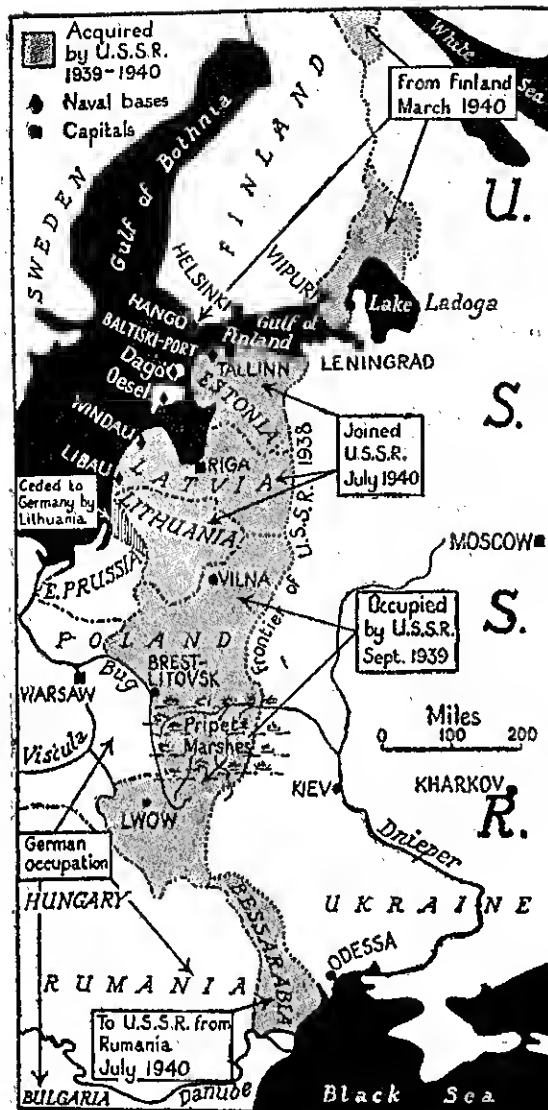 Acquired
by U.S.S.R.
1939-1940
Naval bases
Capitals
White Sea
From Finland
March 1940
SWEDEN
Gulf of Bothnia
FINLAND
U.
HELSINKI
VIIPURI
HANGÖ
BALTISKI-PORT
Gulf of
Finland
Lake Ladoga
LENINGRAD
Dagö
Oesel
TALLINN
ESTONIA
S.
WINDAU
LIBAU
RIGA
LATVIA
Joined
U.S.S.R.
July 1940
Frontier of U.S.S.R. 1938
Ceded to
Germany by
Lithuania
LITHUANIA
MOSCOW
E. PRUSSIA
VILNA
S.
Occupied
by U.S.S.R.
Sept. 1939
POLAND
Bug
BREST-
LITOVSK
WARSAW
Viscula
Pripet
Marshes
Miles
0 100 200
KIEV
KHARKOV
R.
LWOW
Dnieper
German
occupation
HUNGARY
UKRAINE
BESSARABIA
ODESSA
RUMANIA
To U.S.S.R. from
Rumania
July 1940
BULGARIA
Danube
Black Sea